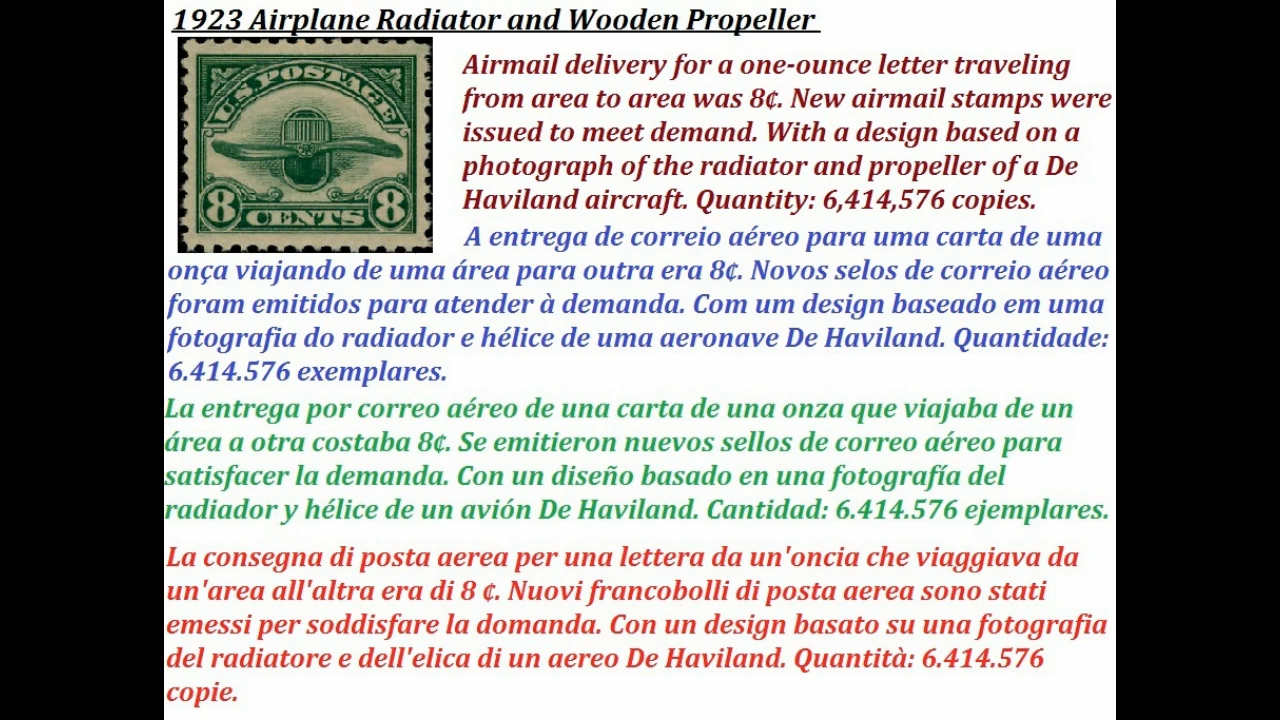 1923 Airplane Radiator and Wooden Propeller
US POSTAGE
8 CENTS 8
Airmail delivery for a one-ounce letter traveling
from area to area was 8¢. New airmail stamps were
issued to meet demand. With a design based on a
photograph of the radiator and propeller of a De
Haviland aircraft. Quantity: 6,414,576 copies.
A entrega de correio aéreo para uma carta de uma
onça viajando de uma área para outra era 8¢. Novos selos de correio aéreo
foram emitidos para atender à demanda. Com um design baseado em uma
fotografia do radiador e hélice de uma aeronave De Haviland. Quantidade:
6.414.576 exemplares.
La entrega por correo aéreo de una carta de una onza que viajaba de un
área a otra costaba 8¢. Se emitieron nuevos sellos de correo aéreo para
satisfacer la demanda. Con un diseño basado en una fotografía del
radiador y hélice de un avión De Haviland. Cantidad: 6.414.576 ejemplares.
La consegna di posta aerea per una lettera da un'oncia che viaggiava da
un'area all'altra era di 8 ¢. Nuovi francobolli di posta aerea sono stati
emessi per soddisfare la domanda. Con un design basato su una fotografia
del radiatore e dell'elica di un aereo De Haviland. Quantità: 6.414.576
copie.